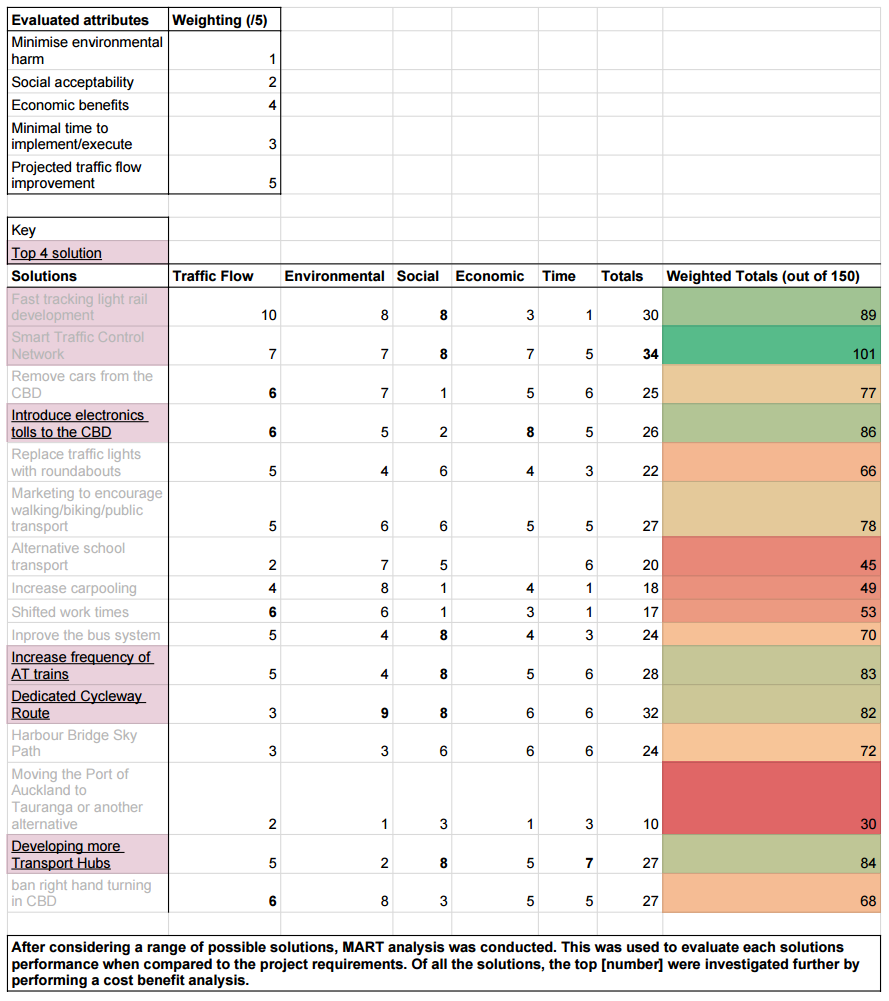 Evaluated attributes Weighting (/5)
Minimise environmental
harm 1
Social acceptability 2
Economic benefits 4
Minimal time to
implement/execute 3
Projected traffic flow
improvement 5
Key
Top 4 solution
Solutions Traffic Flow Environmental Social Economic Time Totals Weighted Totals (out of 150)
Fast tracking light rail
development 10 8 8 3 1 30 89
Smart Traffic Control
Network 7 7 8 7 5 34 101
Remove cars from the
CBD 6 7 1 5 6 25 77
Introduce electronics
tolls to the CBD 6 5 2 8 5 26 86
Replace traffic lights
with roundabouts 5 4 6 4 3 22 66
Marketing to encourage
walking/biking/public
transport 5 6 6 5 5 27 78
Alternative school
transport 2 7 5 6 20 45
Increase carpooling 4 8 1 4 1 18 49
Shifted work times 6 6 1 3 1 17 53
Inprove the bus system 5 4 8 4 3 24 70
Increase frequency of
AT trains 5 4 8 5 6 28 83
Dedicated Cycleway
Route 3 9 8 6 6 32 82
Harbour Bridge Sky
Path 3 3 6 6 6 24 72
Moving the Port of
Auckland to
Tauranga or another
alternative 2 1 3 1 3 10 30
Developing more
Transport Hubs 5 2 8 5 7 27 84
ban right hand turning
in CBD 6 8 3 5 5 27 68
After considering a range of possible solutions, MART analysis was conducted. This was used to evaluate each solutions
performance when compared to the project requirements. Of all the solutions, the top [number] were investigated further by
performing a cost benefit analysis.